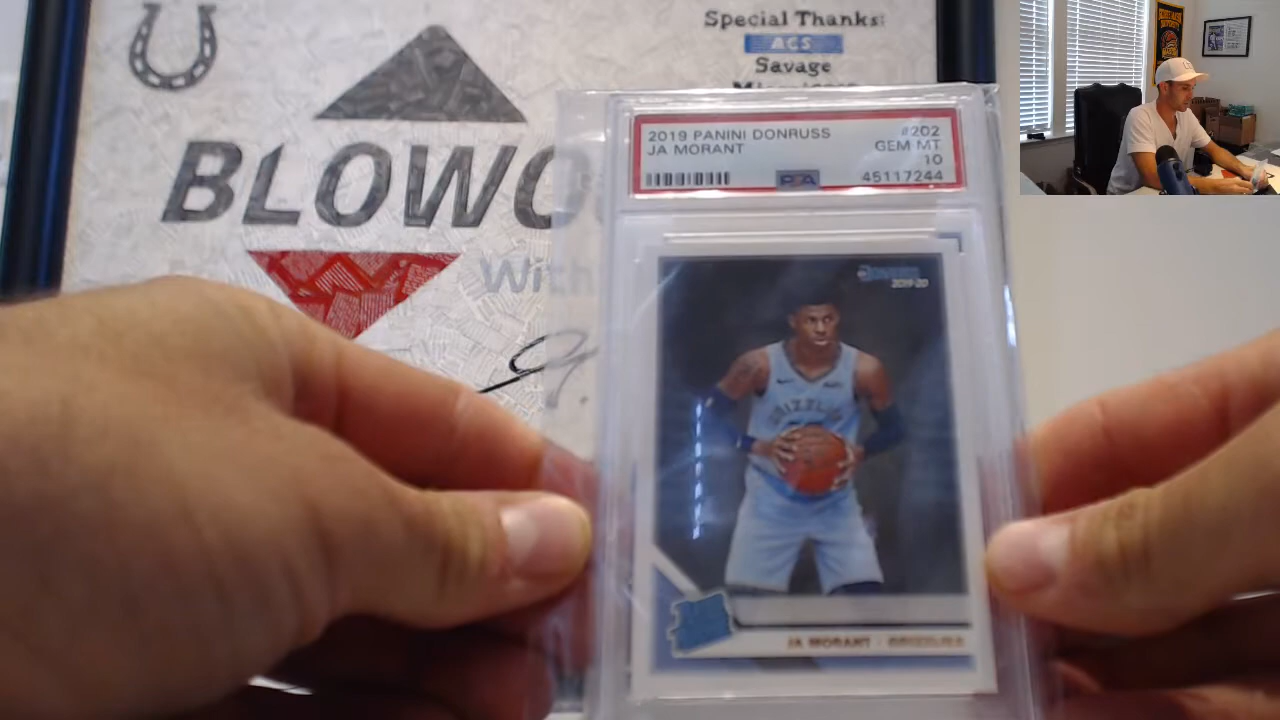 Special Thanks:
ACS
Savage
BLOWO
With
2019 PANINI DONRUSS #202
JA MORANT GEM MT
10
PSA 45117244
DONRUSS
2019-20
GRIZZLIES
JA MORANT · GRIZZLIES